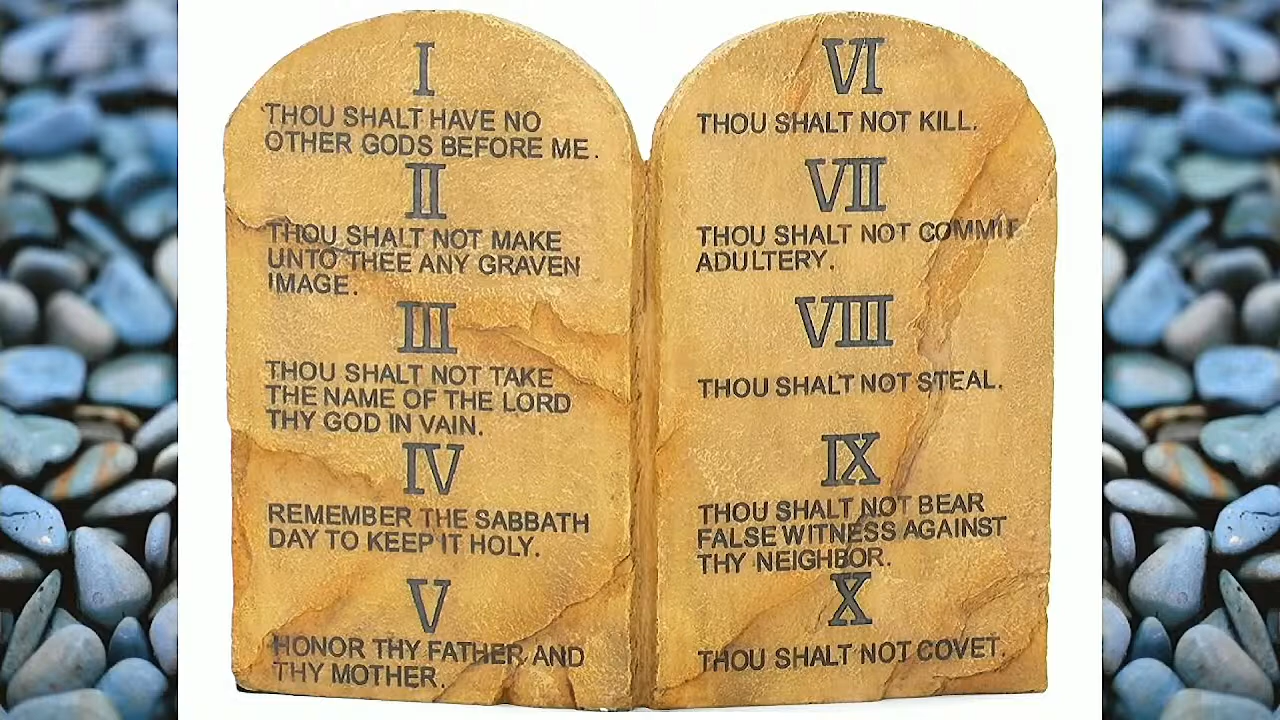 I
THOU SHALT HAVE NO
OTHER GODS BEFORE ME.
II
THOU SHALT NOT MAKE
UNTO THEE ANY GRAVEN
IMAGE.
III
THOU SHALT NOT TAKE
THE NAME OF THE LORD
THY GOD IN VAIN.
IV
REMEMBER THE SABBATH
DAY TO KEEP IT HOLY.
V
HONOR THY FATHER AND
THY MOTHER.
VI
THOU SHALT NOT KILL.
VII
THOU SHALT NOT COMMIT
ADULTERY.
VIII
THOU SHALT NOT STEAL.
IX
THOU SHALT NOT BEAR
FALSE WITNESS AGAINST
THY NEIGHBOR.
X
THOU SHALT NOT COVET.